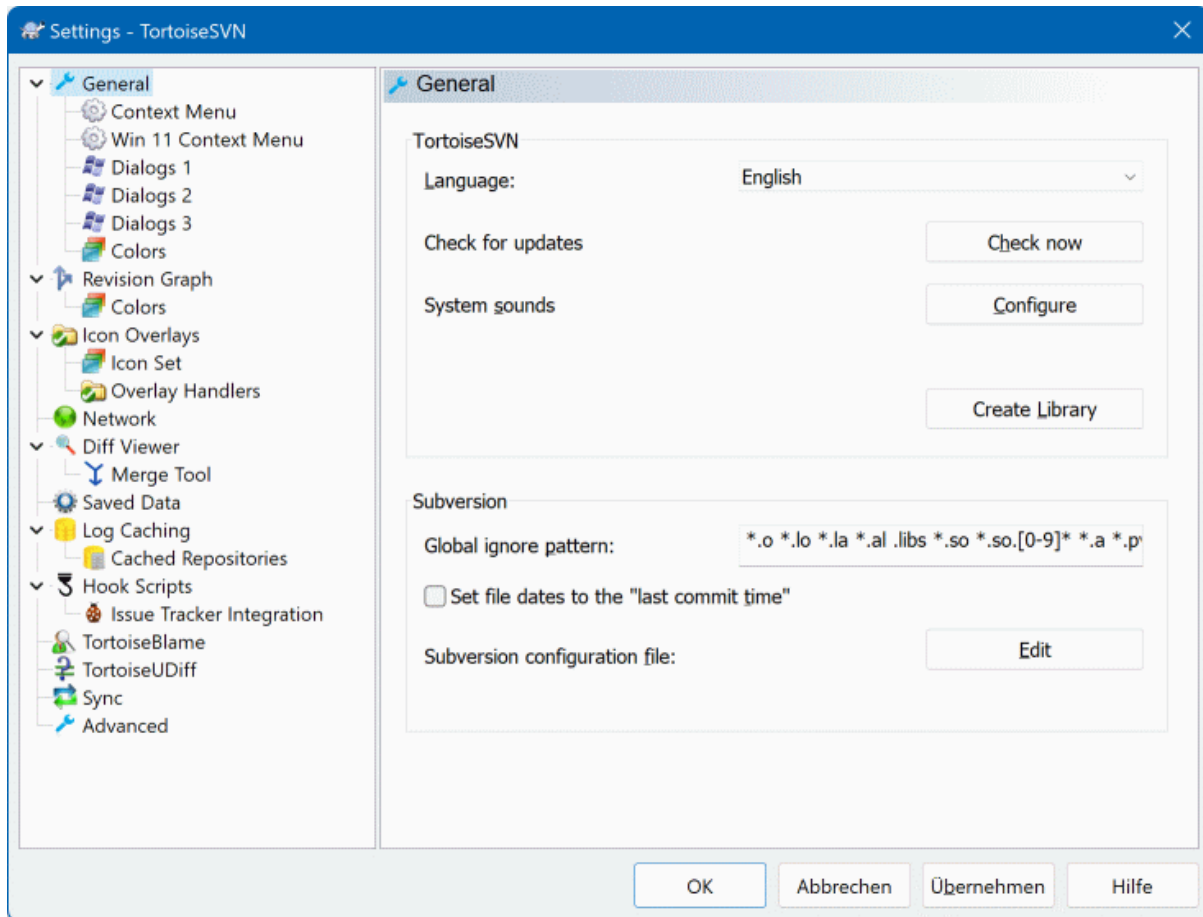 Settings - TortoiseSVN
General
Context Menu
Win 11 Context Menu
Dialogs 1
Dialogs 2
Dialogs 3
Colors
Revision Graph
Colors
Icon Overlays
Icon Set
Overlay Handlers
Network
Diff Viewer
Merge Tool
Saved Data
Log Caching
Cached Repositories
Hook Scripts
Issue Tracker Integration
TortoiseBlame
TortoiseUDiff
Sync
Advanced
General
TortoiseSVN
Language: English
Check for updates Check now
System sounds Configure
Create Library
Subversion
Global ignore pattern: *.o *.lo *.la *.al .libs *.so *.so.[0-9]* *.a
Set file dates to the "last commit time"
Subversion configuration file: Edit
OK Abbrechen Übernehmen Hilfe